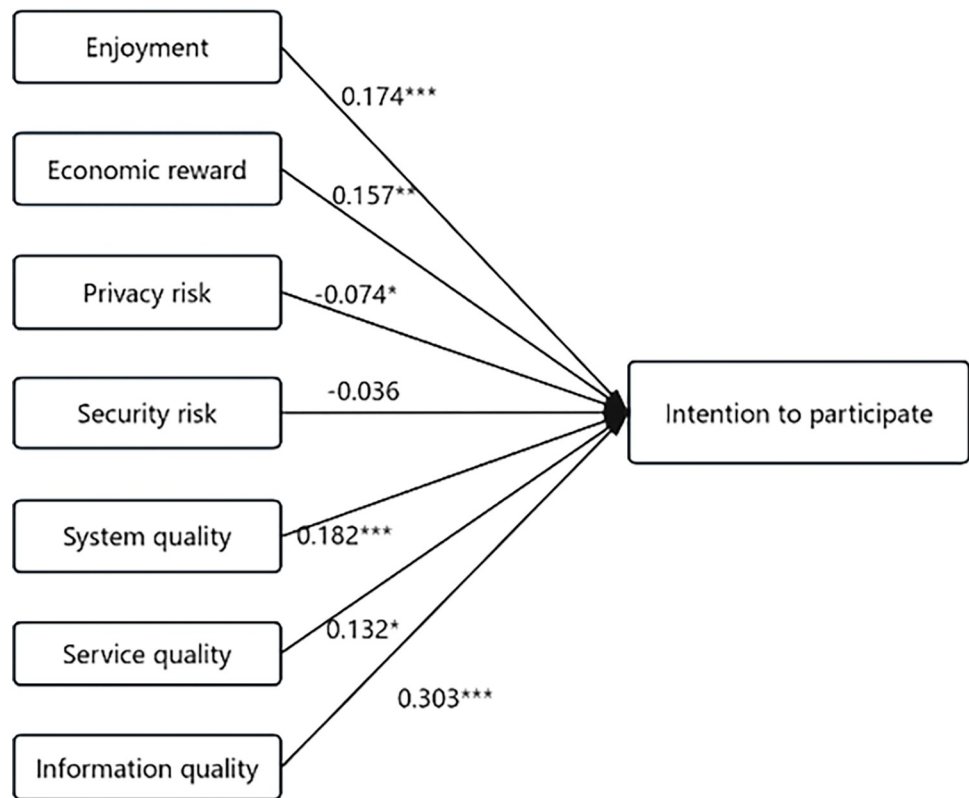 Enjoyment
0.174***
Economic reward
0.157**
Privacy risk
-0.074*
Security risk
-0.036
Intention to participate
System quality
0.182***
Service quality
0.132*
Information quality
0.303***